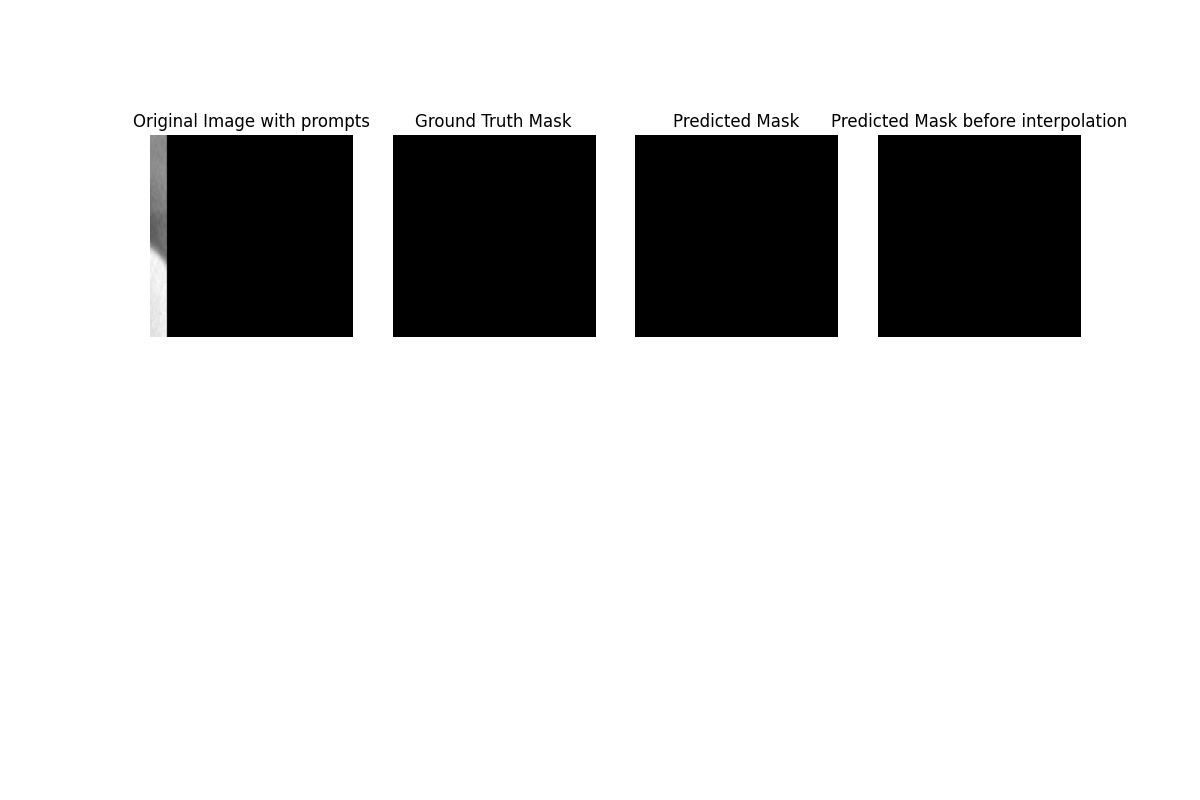 Original Image with prompts
Ground Truth Mask
Predicted Mask
Predicted Mask before interpolation